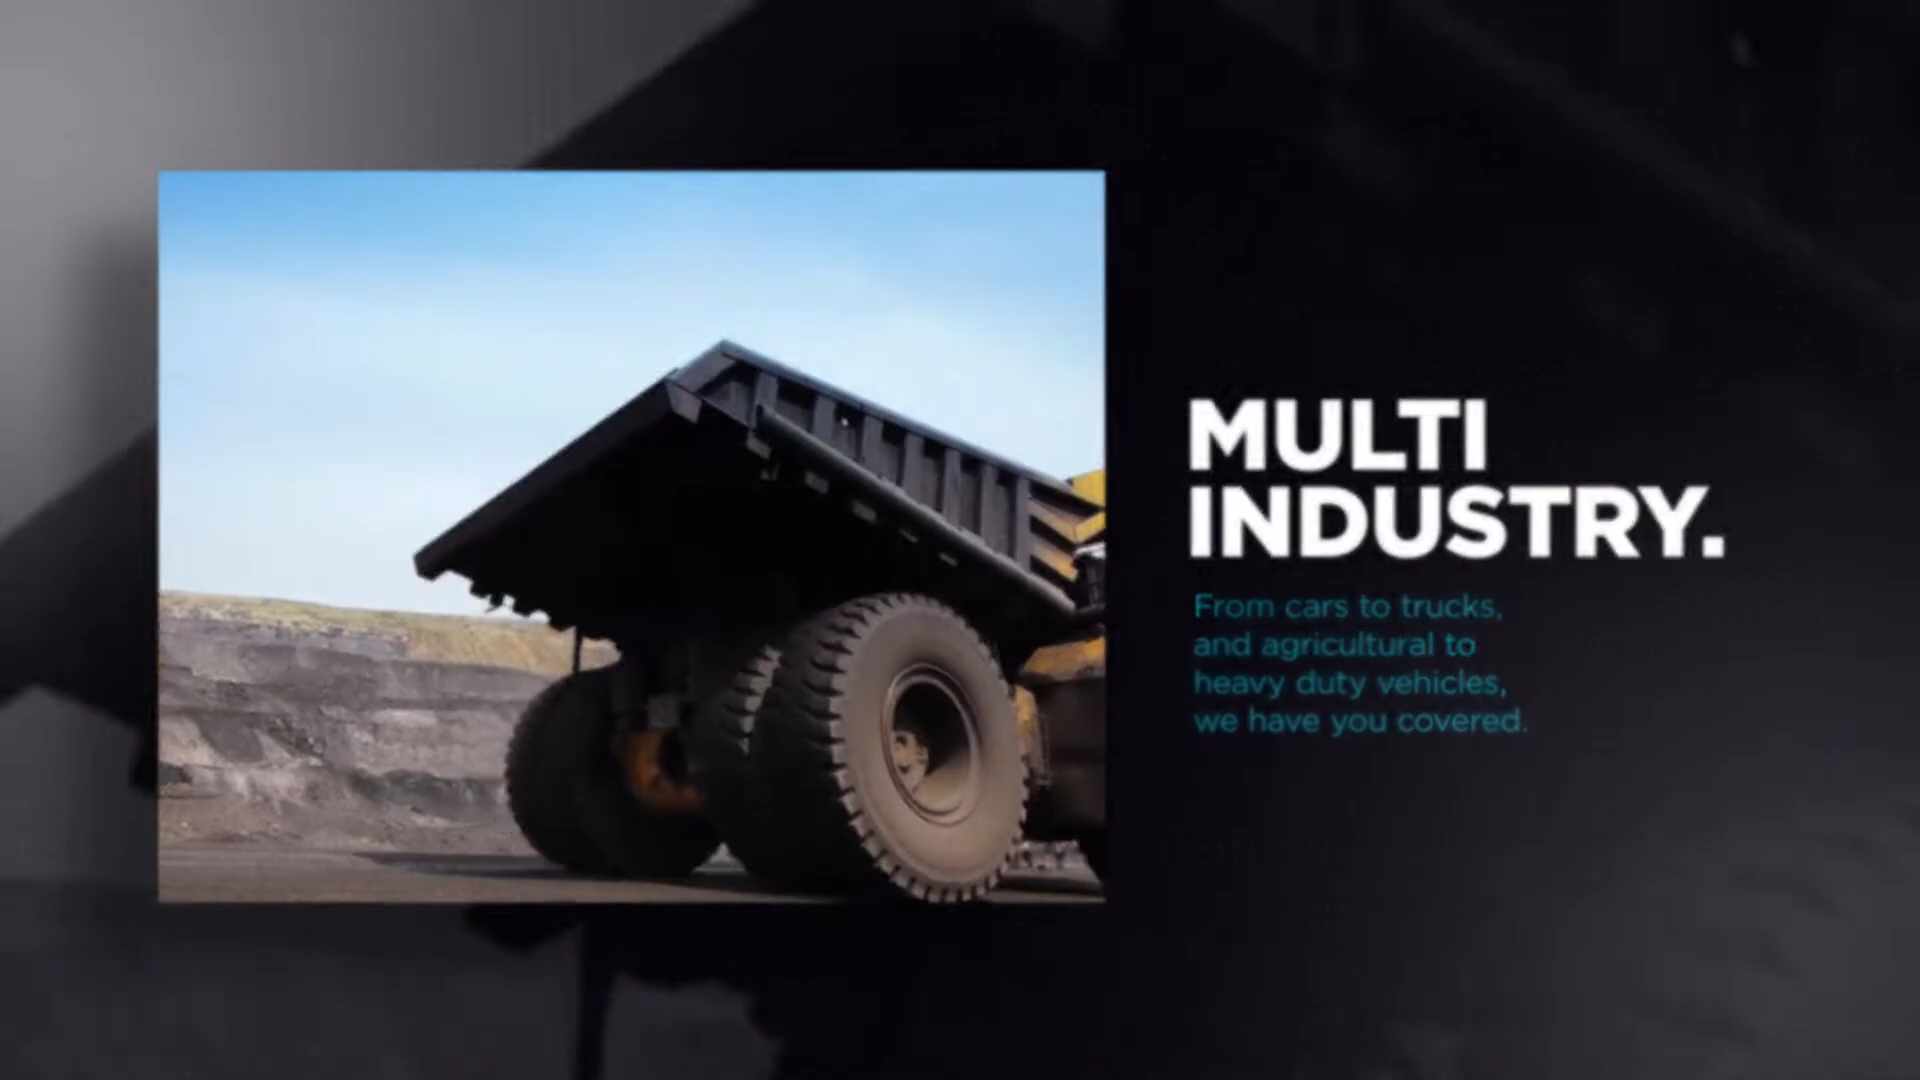 MULTI
INDUSTRY.
From cars to trucks,
and agricultural to
heavy duty vehicles,
we have you covered.